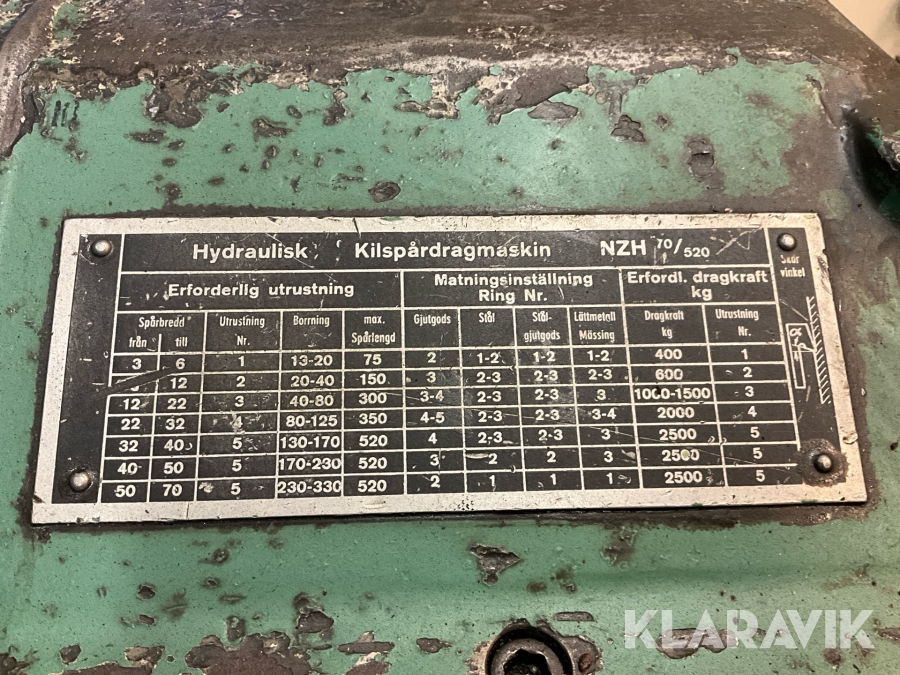 Hydraulisk Kilspårdragmaskin NZH 70/520
Skär
vinkel
Erforderlig utrustning Matningsinställning Ring Nr. Erfordl. dragkraft kg
Spårbredd från till Utrustning Nr. Borrning max. Spårlengd Gjutgods Stål Stål-gjutgods Lättmetall Mässing Dragkraft kg Utrustning Nr.
3 6 1 13-20 75 2 1-2 1-2 1-2 400 1
12 2 20-40 150 3 2-3 2-3 2-3 600 2
12 22 3 40-80 300 3-4 2-3 2-3 3 1000-1500 3
22 32 4 80-125 350 4-5 2-3 2-3 3-4 2000 4
32 40 5 130-170 520 4 2-3 2-3 3 2500 5
40 50 5 170-230 520 3 2 2 3 2500 5
50 70 5 230-330 520 2 1 1 1 2500 5
KLARAVIK